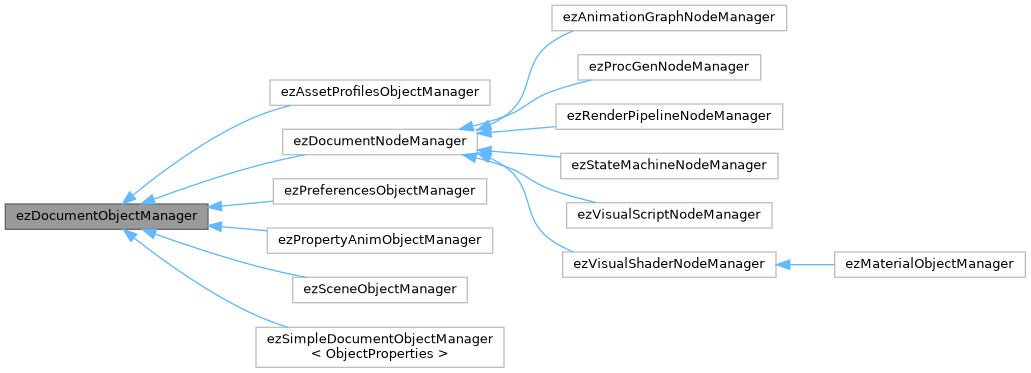 ezAnimationGraphNodeManager
ezProcGenNodeManager
ezAssetProfilesObjectManager
ezRenderPipelineNodeManager
ezDocumentNodeManager
ezStateMachineNodeManager
ezPreferencesObjectManager
ezDocumentObjectManager
ezVisualScriptNodeManager
ezPropertyAnimObjectManager
ezVisualShaderNodeManager
ezMaterialObjectManager
ezSceneObjectManager
ezSimpleDocumentObjectManager
< ObjectProperties >